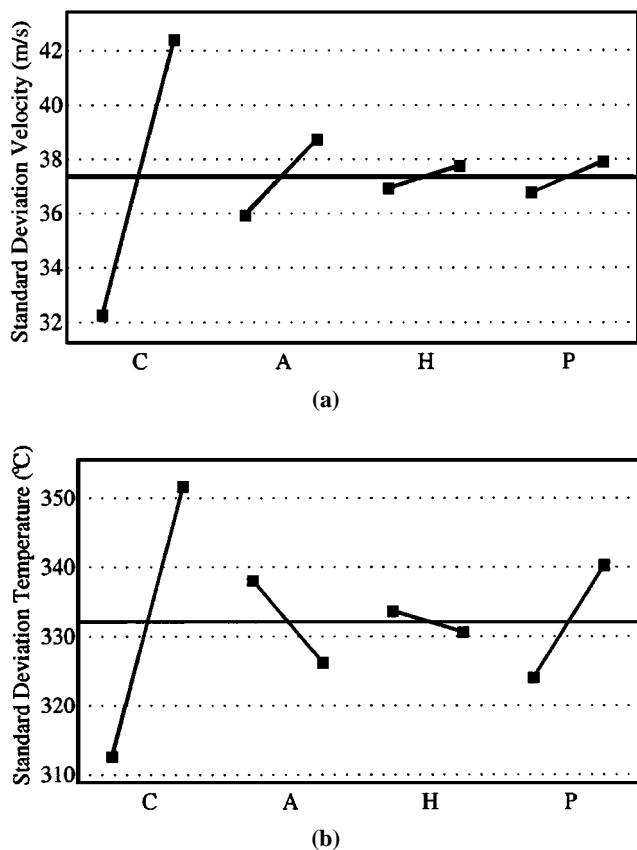 Standard Deviation Velocity (m/s)
42
40
38
36
34
32
C A H P
(a)
Standard Deviation Temperature (°C)
350
340
330
320
310
C A H P
(b)